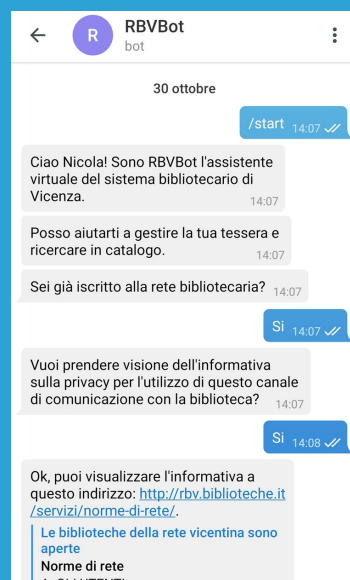 RBVBot
R
bot
30 ottobre
/start 14:07
Ciao Nicola! Sono RBVBot l'assistente
virtuale del sistema bibliotecario di
Vicenza. 14:07
Posso aiutarti a gestire la tua tessera e
ricercare in catalogo. 14:07
Sei già iscritto alla rete bibliotecaria? 14:07
Si 14:07
Vuoi prendere visione dell'informativa
sulla privacy per l'utilizzo di questo canale
di comunicazione con la biblioteca? 14:07
Si 14:08
Ok, puoi visualizzare l'informativa a
questo indirizzo: http://rbv.biblioteche.it
/servizi/norme-di-rete/.
Le biblioteche della rete vicentina sono
aperte
Norme di rete